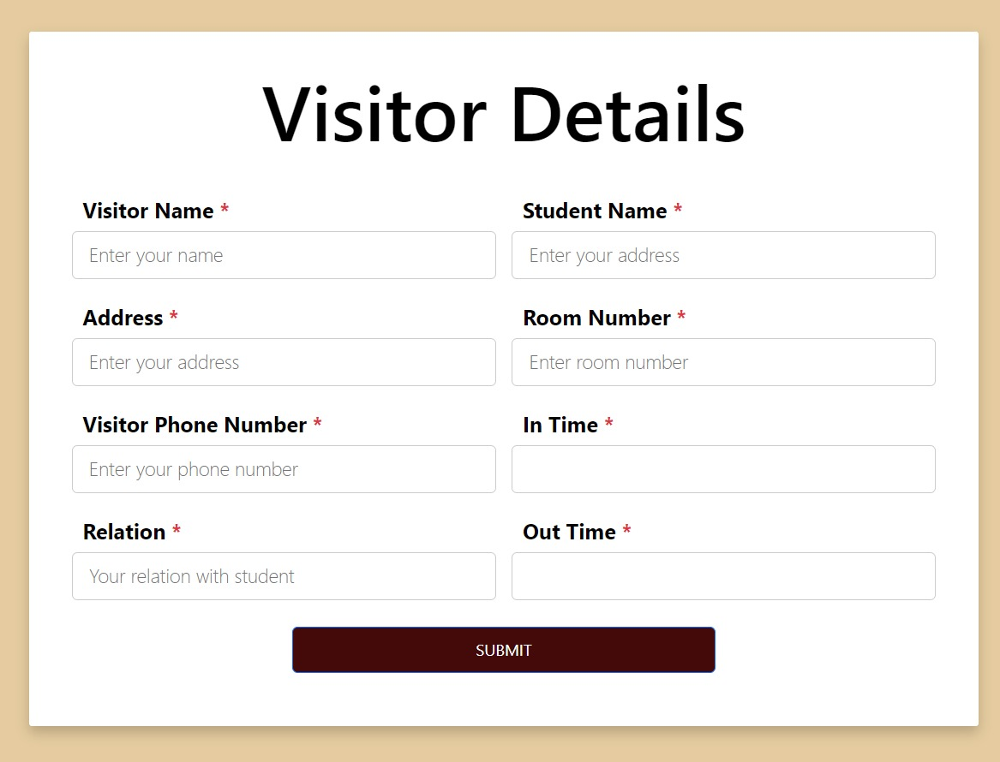 Visitor Details
Visitor Name *
Student Name *
Enter your name
Enter your address
Address *
Room Number *
Enter your address
Enter room number
Visitor Phone Number *
In Time *
Enter your phone number
Relation *
Out Time *
Your relation with student
SUBMIT